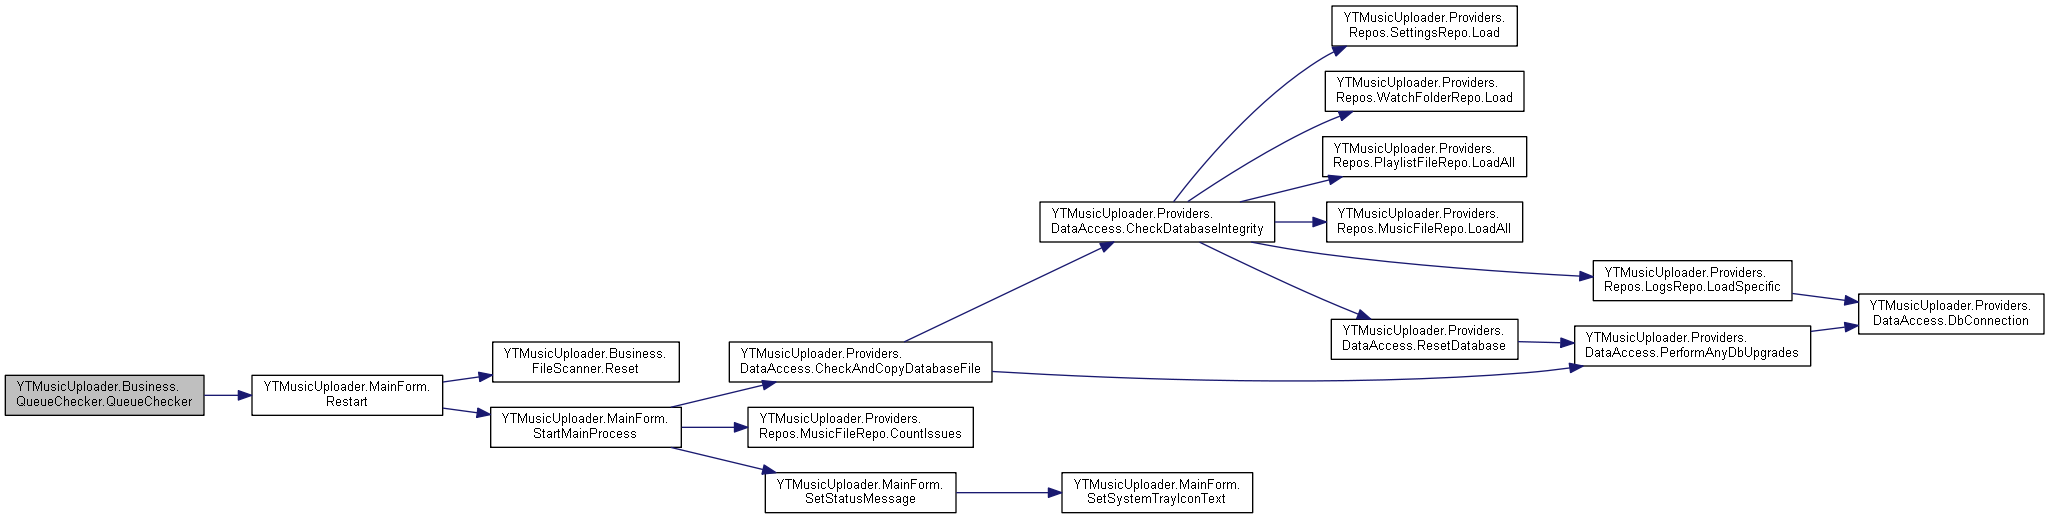 YTMusicUploader.Providers.
Repos.SettingsRepo.Load
YTMusicUploader.Providers.
Repos.WatchFolderRepo.Load
YTMusicUploader.Providers.
Repos.PlaylistFileRepo.LoadAll
YTMusicUploader.Providers.
DataAccess.CheckDatabaseIntegrity
YTMusicUploader.Providers.
Repos.MusicFileRepo.LoadAll
YTMusicUploader.Providers.
Repos.LogsRepo.LoadSpecific
YTMusicUploader.Providers.
DataAccess.DbConnection
YTMusicUploader.Providers.
DataAccess.ResetDatabase
YTMusicUploader.Providers.
DataAccess.PerformAnyDbUpgrades
YTMusicUploader.Business.
FileScanner.Reset
YTMusicUploader.Providers.
DataAccess.CheckAndCopyDatabaseFile
YTMusicUploader.Business.
QueueChecker.QueueChecker
YTMusicUploader.MainForm.
Restart
YTMusicUploader.MainForm.
StartMainProcess
YTMusicUploader.Providers.
Repos.MusicFileRepo.CountIssues
YTMusicUploader.MainForm.
SetStatusMessage
YTMusicUploader.MainForm.
SetSystemTrayIconText